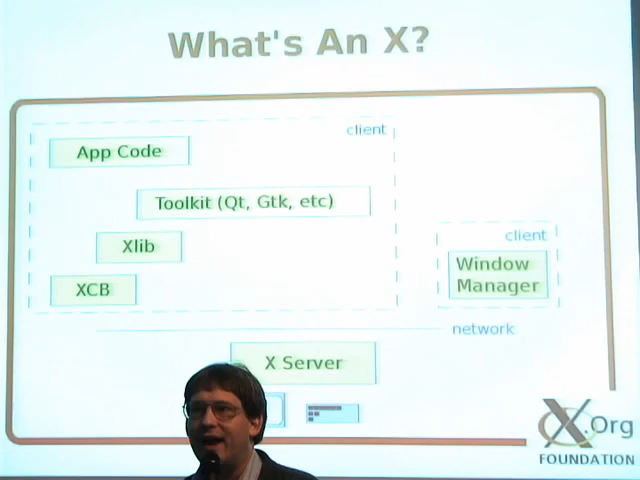 What's An X?
client
App Code
Toolkit (Qt, Gtk, etc)
Xlib
client
Window
Manager
XCB
network
X Server
X.Org
FOUNDATION